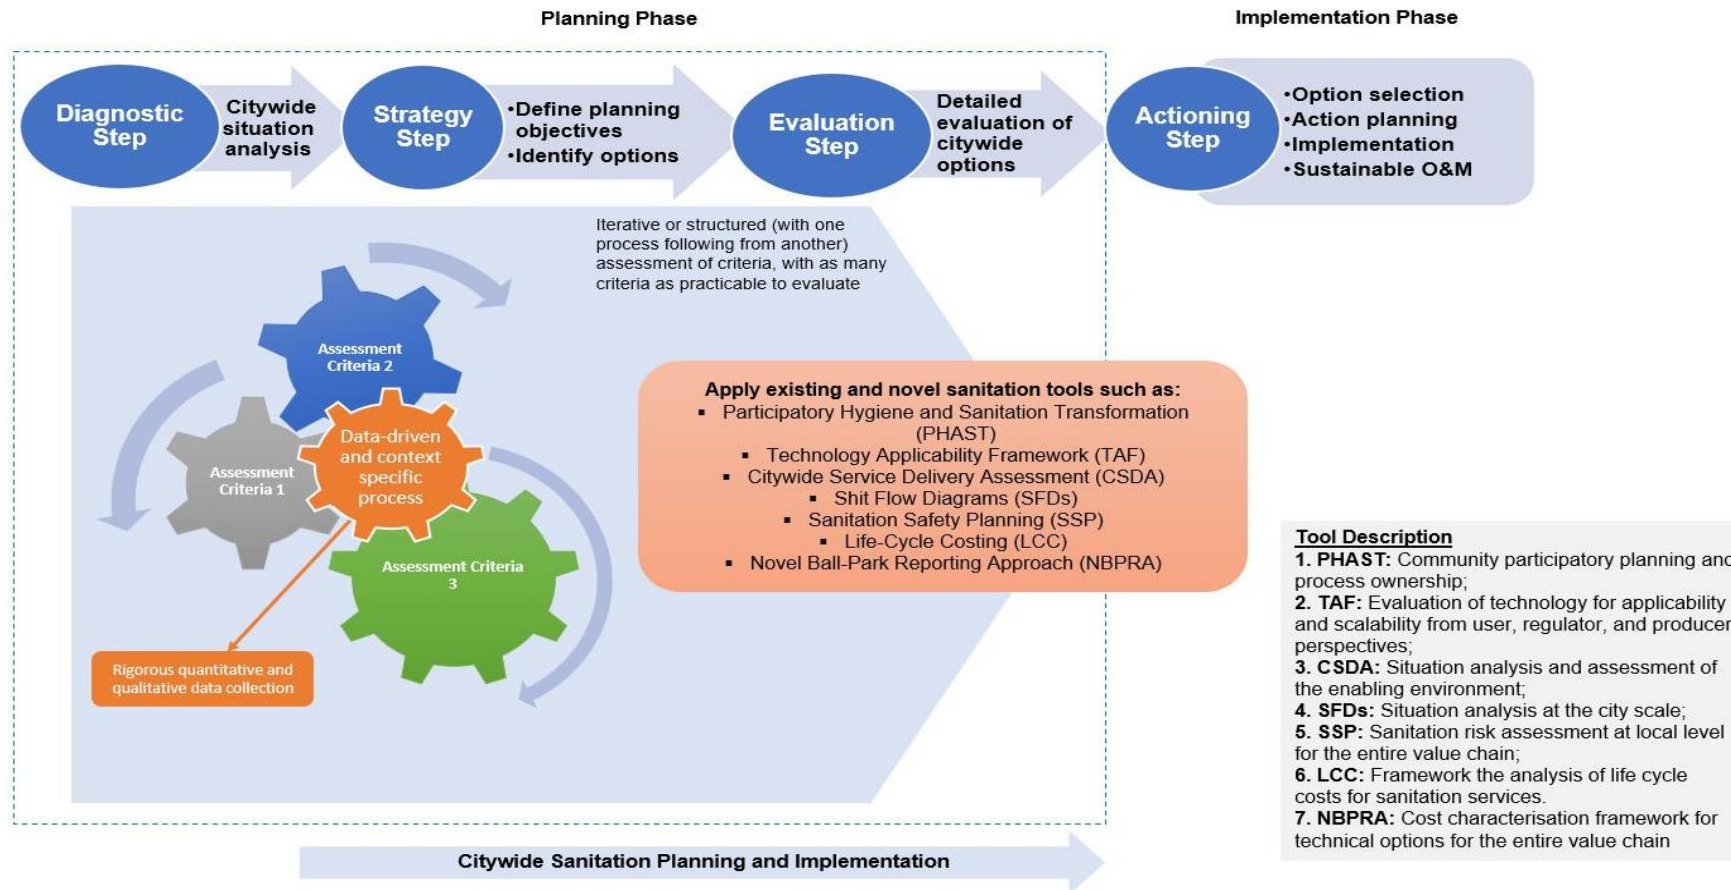 Planning Phase
Implementation Phase
Diagnostic
Step
Citywide
situation
analysis
Strategy
Step
•Define planning
objectives
•Identify options
Evaluation
Step
Detailed
evaluation of
citywide
options
Actioning
Step
•Option selection
•Action planning
•Implementation
•Sustainable O&M
Iterative or structured (with one
process following from another)
assessment of criteria, with as many
criteria as practicable to evaluate
Assessment
Criteria 2
Assessment
Criteria 1
Data-driven
and context
specific
process
Assessment Criteria
3
Rigorous quantitative and
qualitative data collection
Apply existing and novel sanitation tools such as:
▪ Participatory Hygiene and Sanitation Transformation
(PHAST)
▪ Technology Applicability Framework (TAF)
▪ Citywide Service Delivery Assessment (CSDA)
▪ Shit Flow Diagrams (SFDs)
▪ Sanitation Safety Planning (SSP)
▪ Life-Cycle Costing (LCC)
▪ Novel Ball-Park Reporting Approach (NBPRA)
Tool Description
1. PHAST: Community participatory planning and
process ownership;
2. TAF: Evaluation of technology for applicability
and scalability from user, regulator, and producer
perspectives;
3. CSDA: Situation analysis and assessment of
the enabling environment;
4. SFDs: Situation analysis at the city scale;
5. SSP: Sanitation risk assessment at local level
for the entire value chain;
6. LCC: Framework the analysis of life cycle
costs for sanitation services.
7. NBPRA: Cost characterisation framework for
technical options for the entire value chain
Citywide Sanitation Planning and Implementation